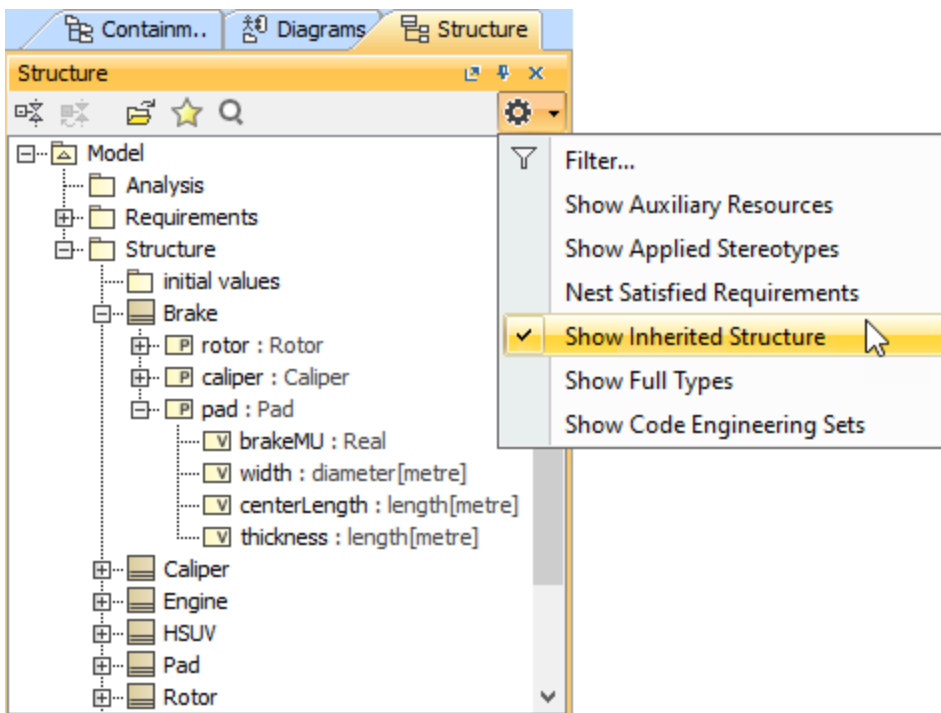 Containm.. Diagrams Structure
Structure
Model
Analysis
Requirements
Structure
initial values
Brake
P rotor : Rotor
P caliper : Caliper
P pad : Pad
V brakeMU : Real
V width : diameter[metre]
V centerLength : length[metre]
V thickness : length[metre]
Caliper
Engine
HSUV
Pad
Rotor
Filter...
Show Auxiliary Resources
Show Applied Stereotypes
Nest Satisfied Requirements
Show Inherited Structure
Show Full Types
Show Code Engineering Sets